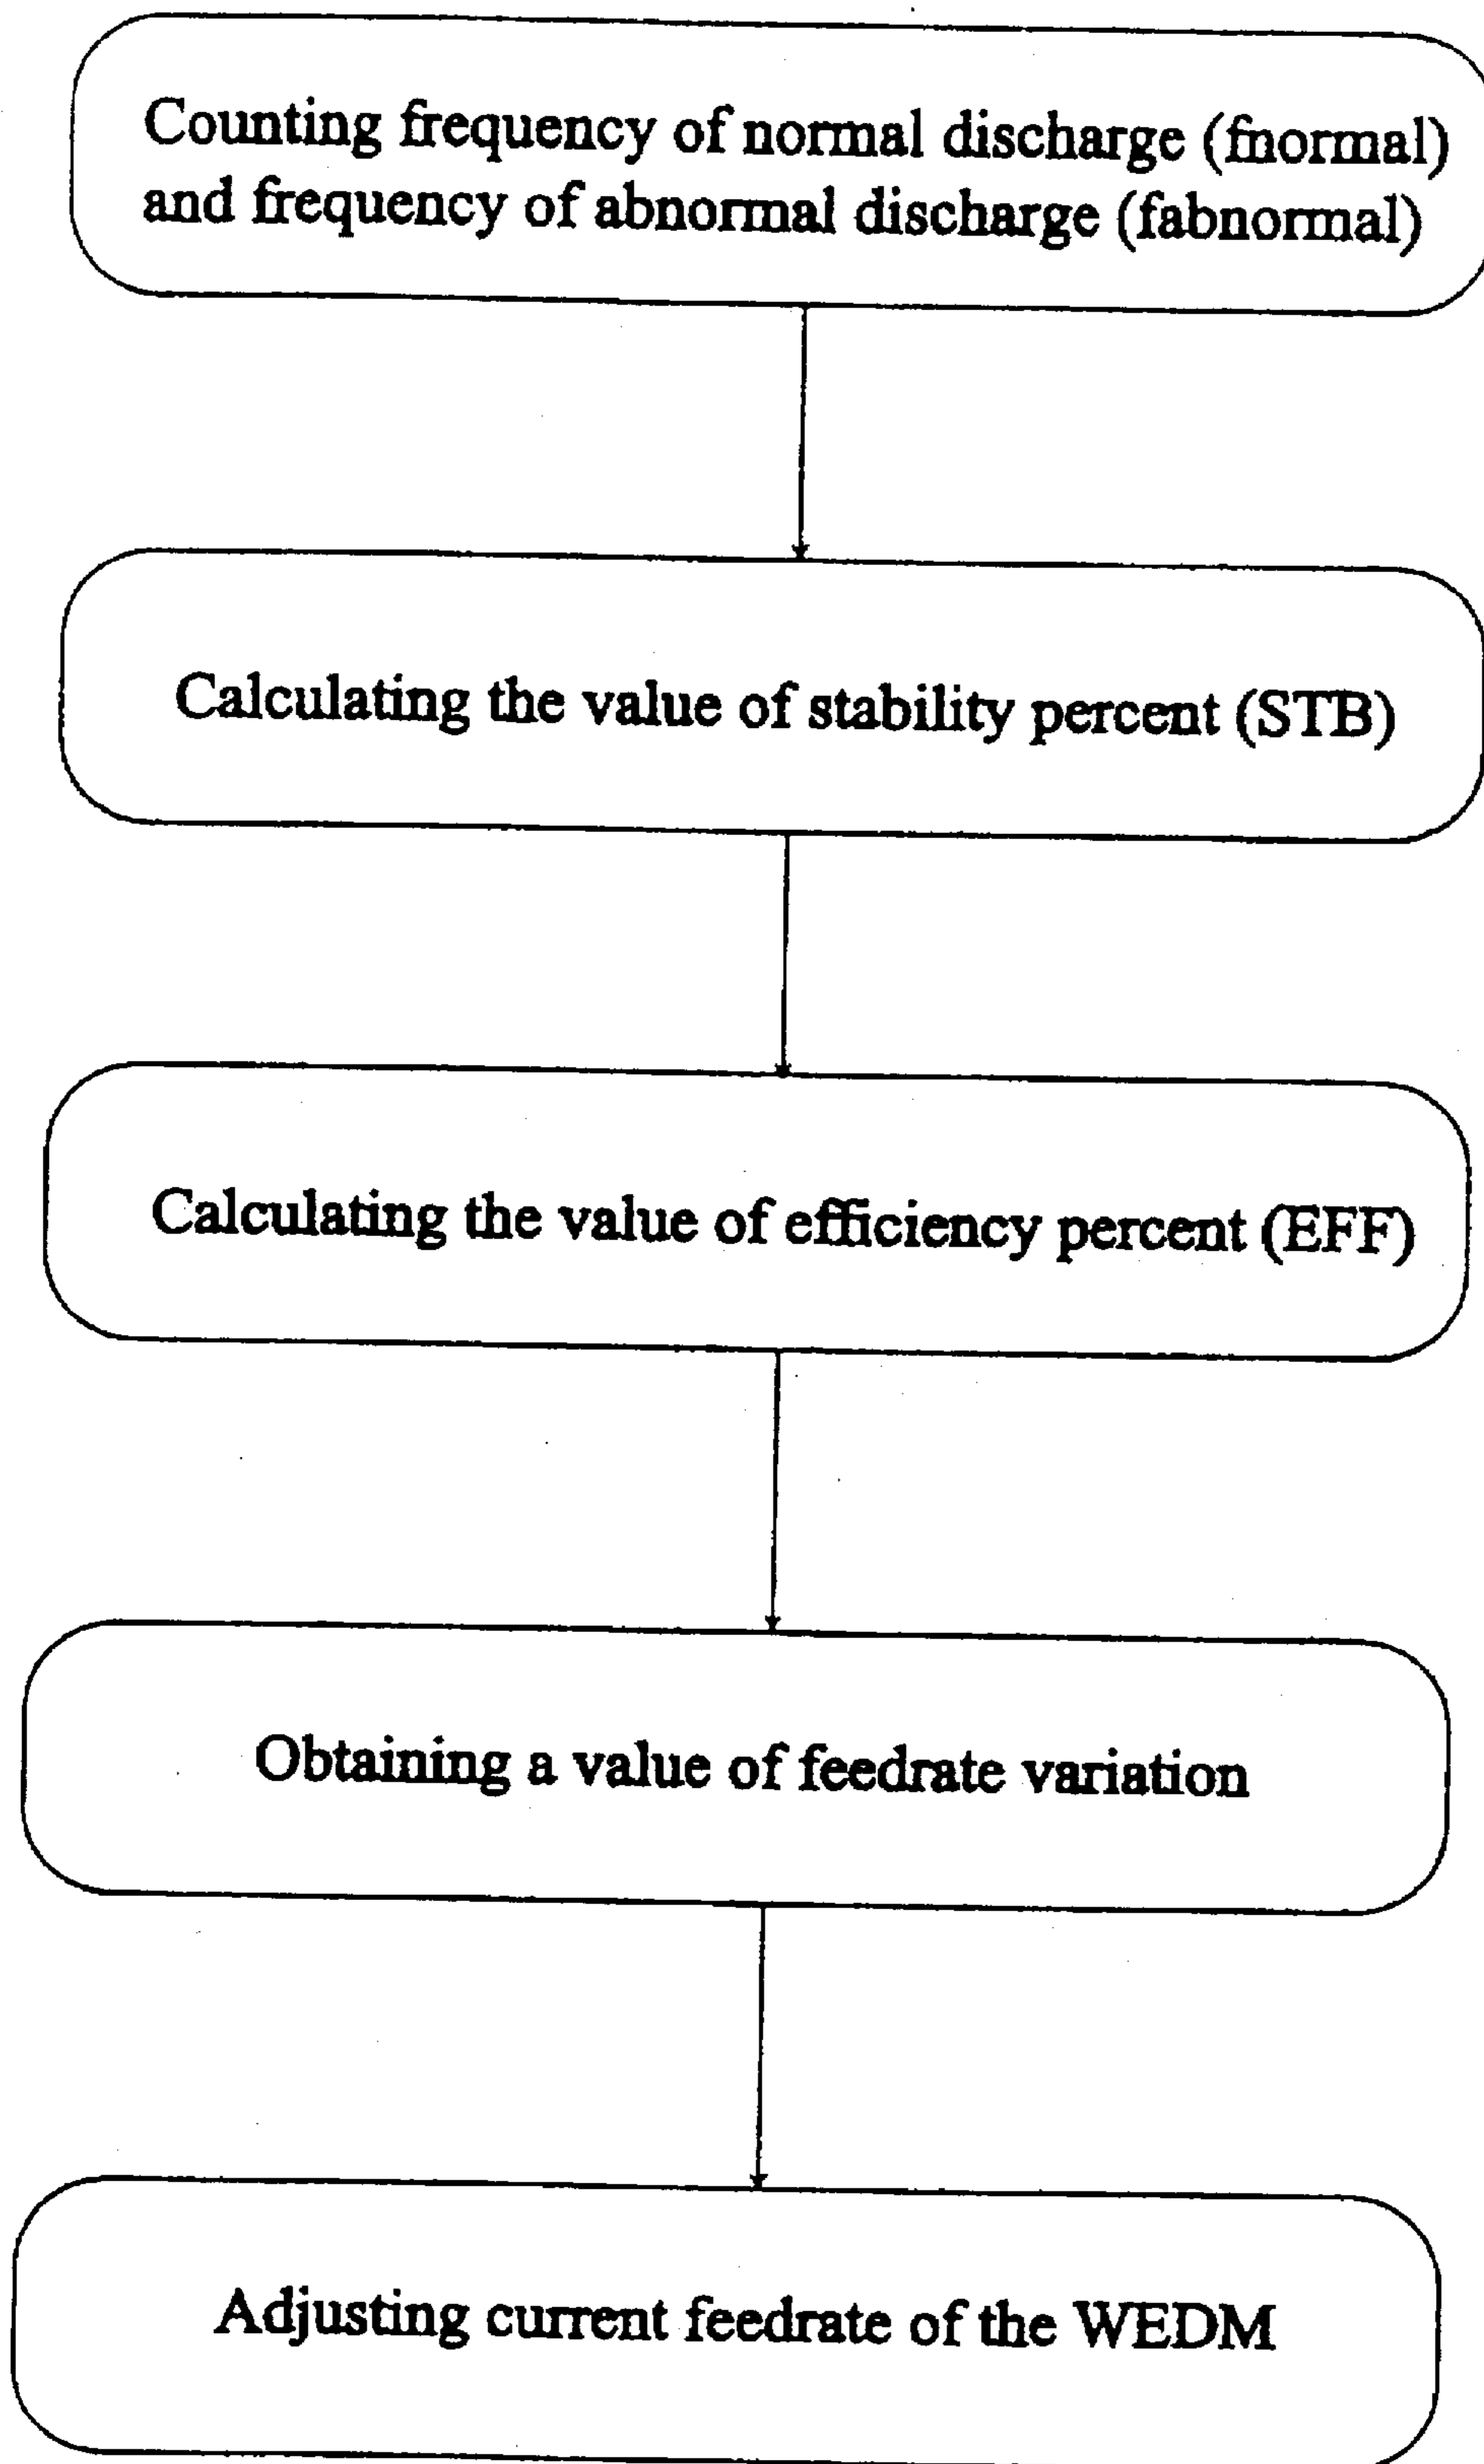 Counting frequency of normal discharge (fnormal)
and frequency of abnormal discharge (fabnormal)
Calculating the value of stability percent (STB)
Calculating the value of efficiency percent (EFF)
Obtaining a value of feedrate variation
Adjusting current feedrate of the WEDM